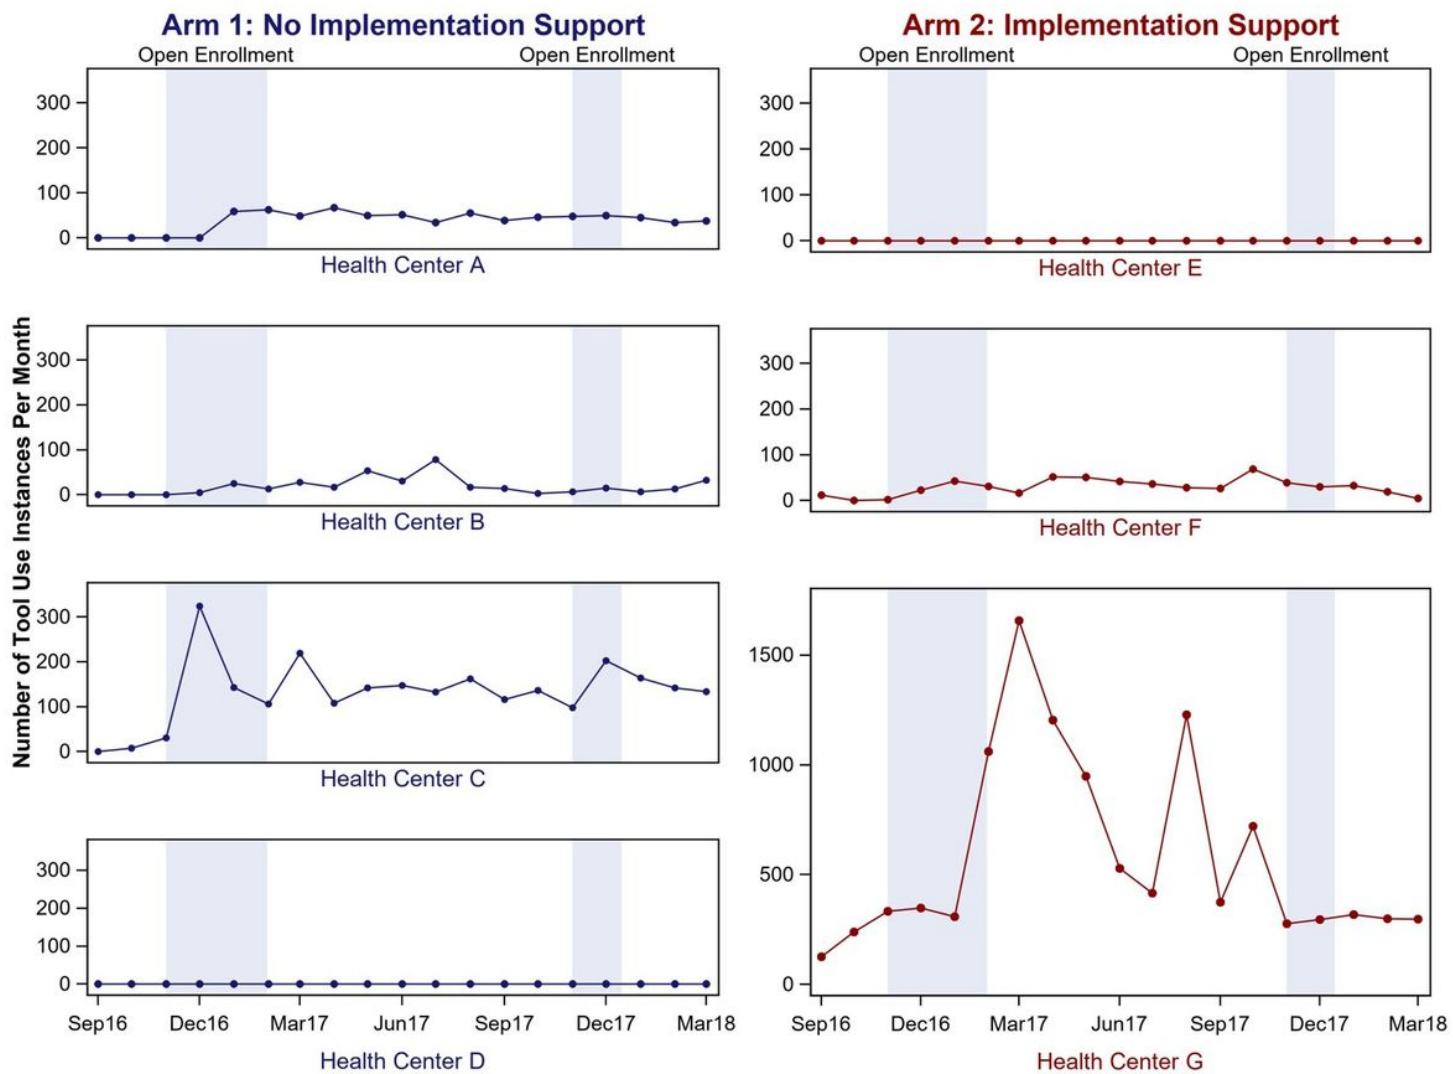 Arm 1: No Implementation Support
Open Enrollment Open Enrollment
300
200
100
0
Health Center A
300
200
100
0
Health Center B
300
200
100
0
Health Center C
300
200
100
0
Sep16 Dec16 Mar17 Jun17 Sep17 Dec17 Mar18
Health Center D
Number of Tool Use Instances Per Month
Arm 2: Implementation Support
Open Enrollment Open Enrollment
300
200
100
0
Health Center E
300
200
100
0
Health Center F
1500
1000
500
0
Sep16 Dec16 Mar17 Jun17 Sep17 Dec17 Mar18
Health Center G